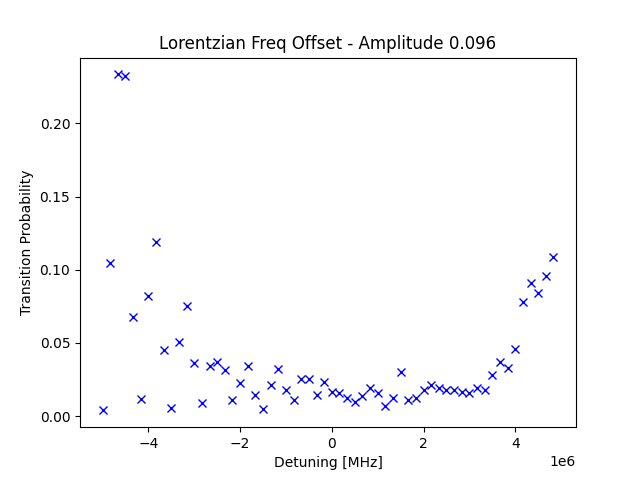 Lorentzian Freq Offset - Amplitude 0.096
Transition Probability
0.20
0.15
0.10
0.05
0.00
−4
−2
0
2
4
1e6
Detuning [MHz]